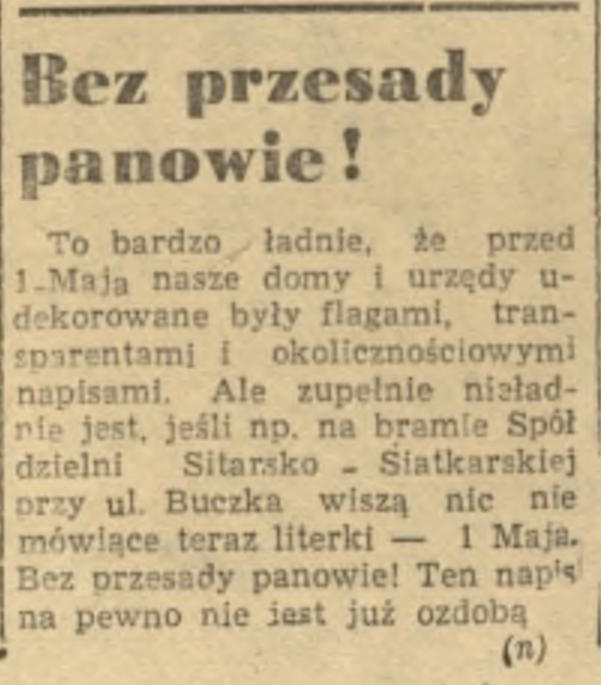 Bez przesady
panowie!
To bardzo ładnie, że przed
1-Maja nasze domy i urzędy u-
dekorowane były flagami, tran-
sparentami i okolicznościowymi
napisami. Ale zupełnie nieład-
nie jest, jeśli np. na bramie Spół
dzielni Sitarsko - Siatkarskiej
przy ul. Buczka wiszą nic nie
mówiące teraz literki — 1 Maja.
Bez przesady panowie! Ten napis
na pewno nie jest już ozdobą
(n)